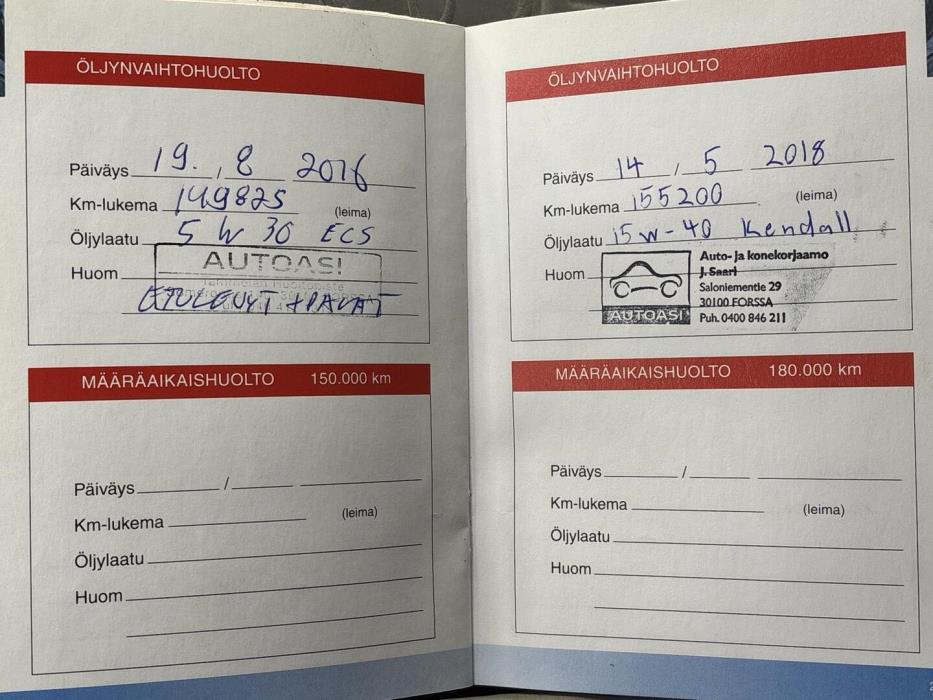 ÖLJYNVAIHTOHUOLTO
Päiväys 19. / 8 2016
Km-lukema 149825 (leima)
Öljylaatu 5 W 30 ECS
Huom
AUTOASI
ETULEVYT + PALAT
MÄÄRÄAIKAISHUOLTO 150.000 km
Päiväys /
Km-lukema (leima)
Öljylaatu
Huom
ÖLJYNVAIHTOHUOLTO
Päiväys 14 / 5 2018
Km-lukema 155200 (leima)
Öljylaatu 15w-40 Kendall
Huom
AUTOASI
Auto- ja konekorjaamo
J. Saari
Saloniementie 29
30100 FORSSA
Puh. 0400 846 211
MÄÄRÄAIKAISHUOLTO 180.000 km
Päiväys /
Km-lukema (leima)
Öljylaatu
Huom